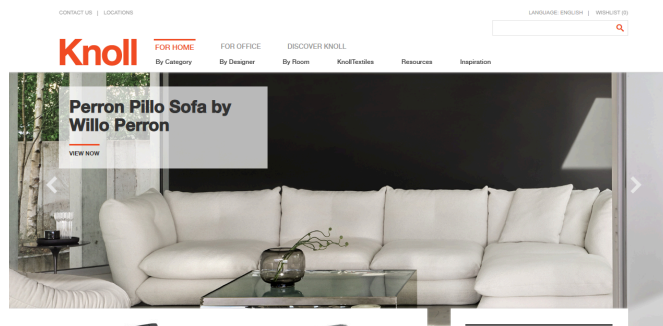 CONTACT US | LOCATIONS
LANGUAGE: ENGLISH | WISHLIST (0)
Knoll
FOR HOME FOR OFFICE DISCOVER KNOLL
By Category By Designer By Room KnollTextiles Resources Inspiration
Perron Pillo Sofa by
Willo Perron
VIEW NOW